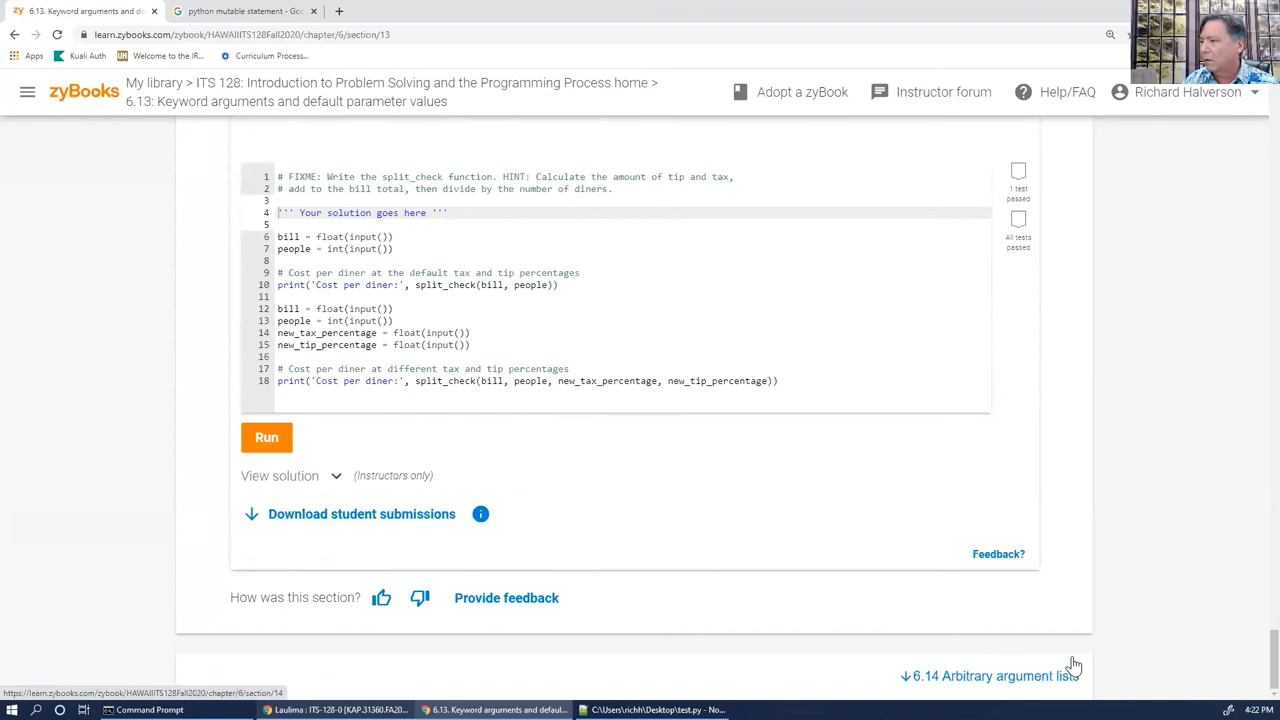 6.13. Keyword arguments and de
python mutable statement - Goo
learn.zybooks.com/zybook/HAWAIIITS128Fall2020/chapter/6/section/13
Apps
Kuali Auth
UH
Welcome to the IR...
Curriculum Process...
zyBooks
My library > ITS 128: Introduction to Problem Solving and the Programming Process home >
6.13: Keyword arguments and default parameter values
Adopt a zyBook
Instructor forum
Help/FAQ
Richard Halverson
1 # FIXME: Write the split_check function. HINT: Calculate the amount of tip and tax,
2 # add to the bill total, then divide by the number of diners.
3
4 ''' Your solution goes here '''
5
6 bill = float(input())
7 people = int(input())
8
9 # Cost per diner at the default tax and tip percentages
10 print('Cost per diner:', split_check(bill, people))
11
12 bill = float(input())
13 people = int(input())
14 new_tax_percentage = float(input())
15 new_tip_percentage = float(input())
16
17 # Cost per diner at different tax and tip percentages
18 print('Cost per diner:', split_check(bill, people, new_tax_percentage, new_tip_percentage))
1 test
passed
All tests
passed
Run
View solution
(Instructors only)
Download student submissions
Feedback?
How was this section?
Provide feedback
6.14 Arbitrary argument lists
https://learn.zybooks.com/zybook/HAWAIIITS128Fall2020/chapter/6/section/14
Command Prompt
Laulima : ITS-128-0 [KAP.31360.FA20...
6.13. Keyword arguments and defaul...
C:\Users\richh\Desktop\test.py - No...
4:22 PM